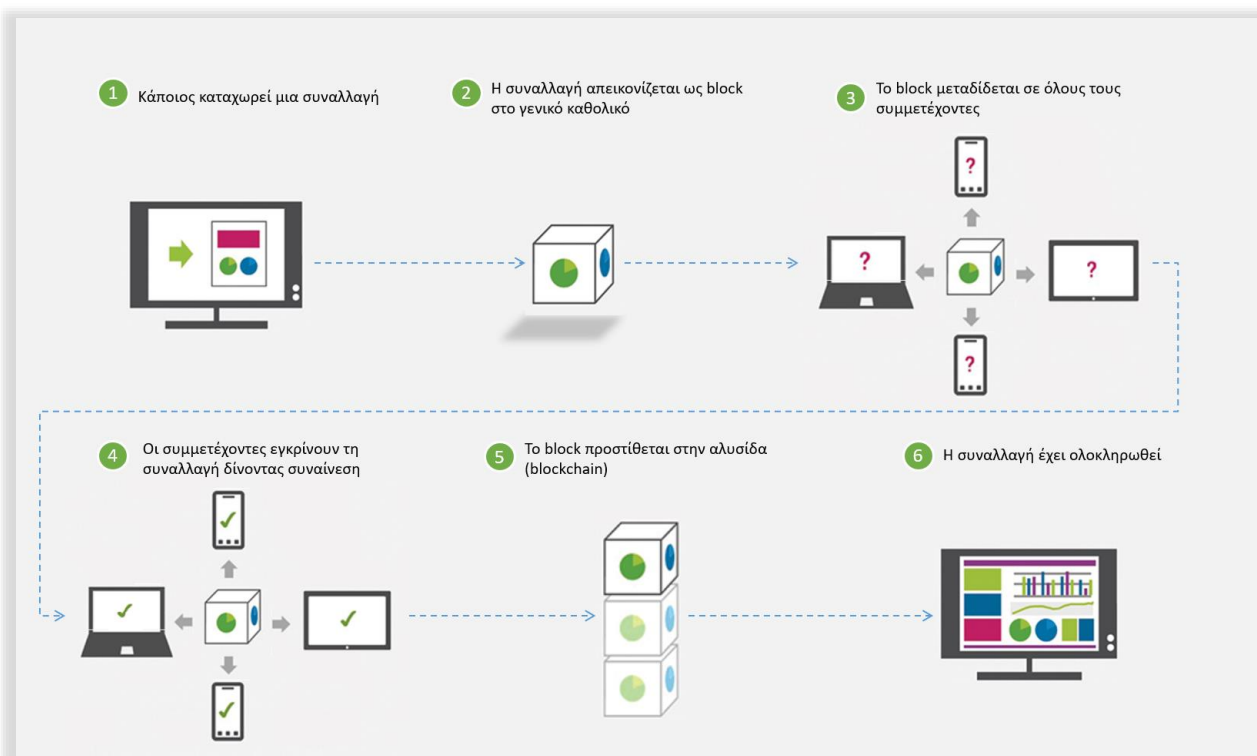 1 Κάποιος καταχωρεί μια συναλλαγή
2 Η συναλλαγή απεικονίζεται ως block
στο γενικό καθολικό
3 Το block μεταδίδεται σε όλους τους
συμμετέχοντες
?
?
?
?
4 Οι συμμετέχοντες εγκρίνουν τη
συναλλαγή δίνοντας συναίνεση
5 Το block προστίθεται στην αλυσίδα
(blockchain)
6 Η συναλλαγή έχει ολοκληρωθεί